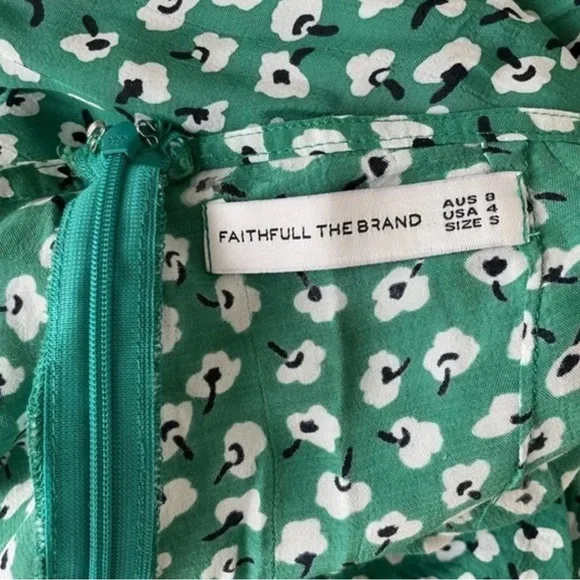 FAITHFULL THE BRAND
AUS 8
USA 4
SIZE S